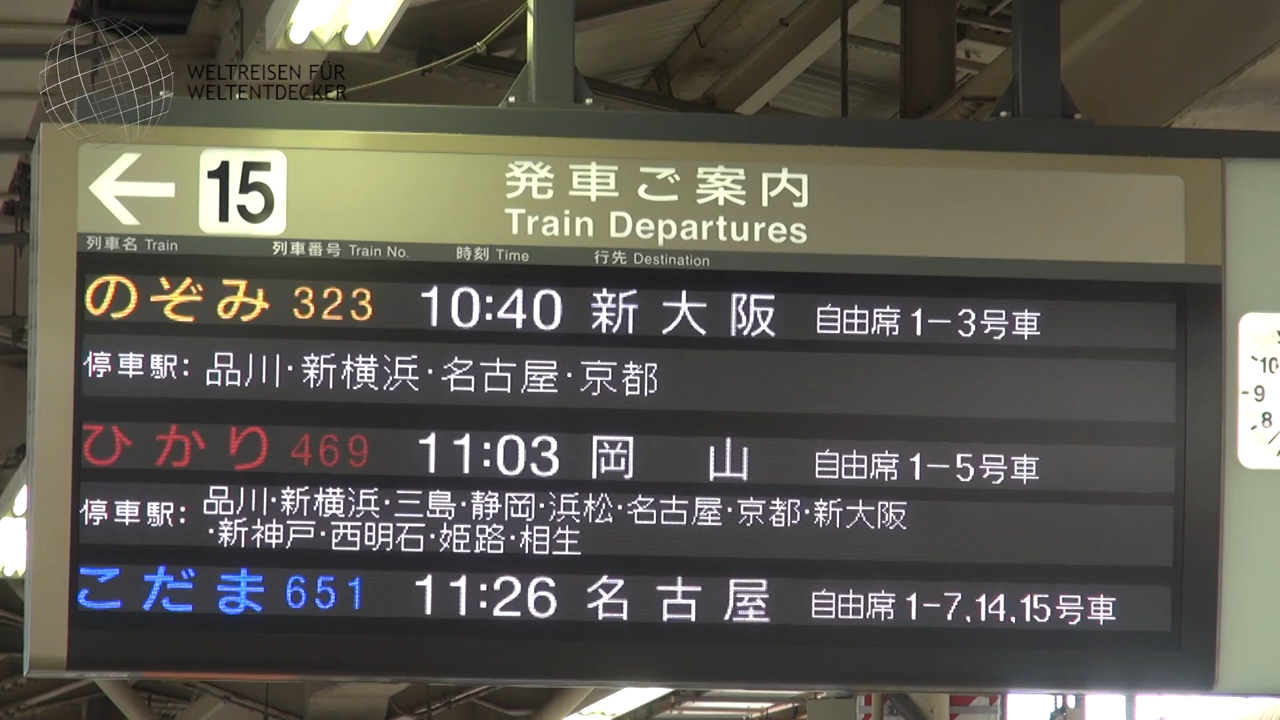 WELTREISEN FÜR
WELTENTDECKER
← 15
発車ご案内
Train Departures
列車名 Train 列車番号 Train No. 時刻 Time 行先 Destination
のぞみ 323 10:40 新大阪 自由席 1-3号車
停車駅: 品川・新横浜・名古屋・京都
ひかり 469 11:03 岡山 自由席 1-5号車
停車駅: 品川・新横浜・三島・静岡・浜松・名古屋・京都・新大阪
・新神戸・西明石・姫路・相生
こだま 651 11:26 名古屋 自由席 1-7,14,15号車
10
9
8